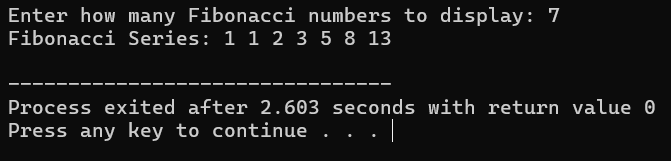 Enter how many Fibonacci numbers to display: 7
Fibonacci Series: 1 1 2 3 5 8 13
--------------------------------
Process exited after 2.603 seconds with return value 0
Press any key to continue . . .